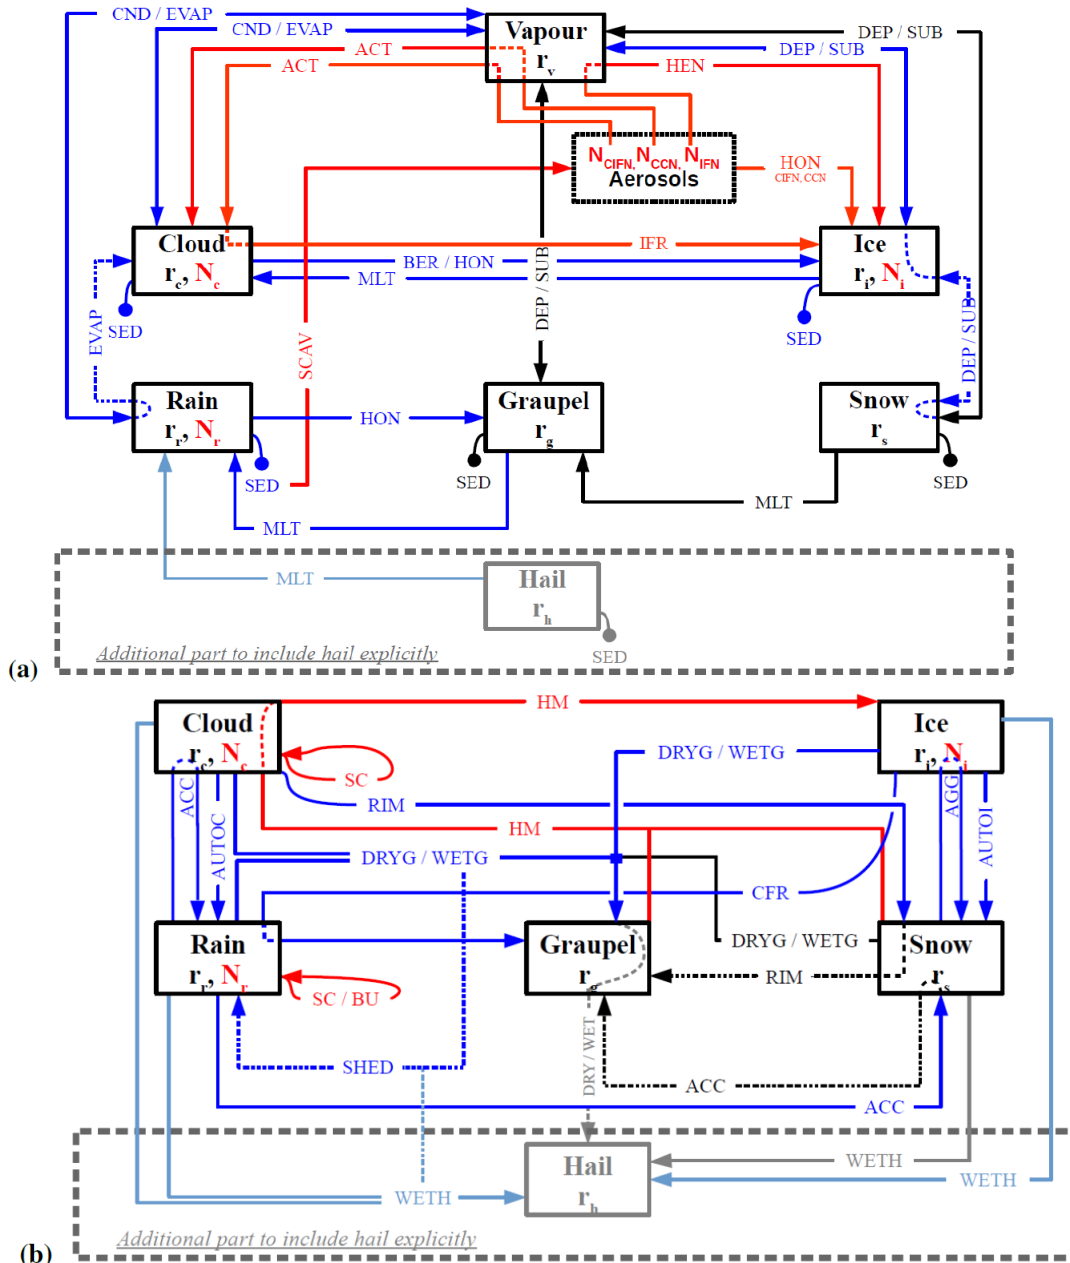 CND / EVAP
CND / EVAP
ACT
ACT
Vapour
r_v
DEP / SUB
DEP / SUB
HEN
N_CIFN, N_CCN, N_IFN
Aerosols
HON
CIFN, CCN
Cloud
r_c, N_c
IFR
BER / HON
MLT
Ice
r_i, N_i
SED
SED
EVAP
SCAV
DEP / SUB
DEP / SUB
Rain
r_r, N_r
HON
Graupel
r_g
Snow
r_s
SED
SED
SED
MLT
MLT
MLT
Hail
r_h
SED
Additional part to include hail explicitly
(a)
Cloud
r_c, N_c
HM
Ice
r_i, N_i
DRYG / WETG
SC
RIM
ACC
AUTOC
HM
AGG
AUTOI
DRYG / WETG
CFR
Rain
r_r, N_r
Graupel
r_g
DRYG / WETG
RIM
Snow
r_s
SC / BU
SHED
DRY / WET
ACC
ACC
Hail
r_h
WETH
WETH
WETH
Additional part to include hail explicitly
(b)